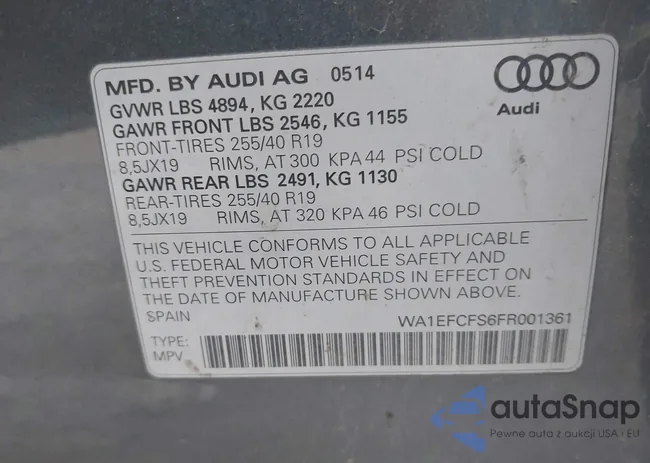 MFD. BY AUDI AG 0514
GVWR LBS 4894, KG 2220
GAWR FRONT LBS 2546, KG 1155
FRONT-TIRES 255/40 R19
8,5JX19 RIMS, AT 300 KPA 44 PSI COLD
GAWR REAR LBS 2491, KG 1130
REAR-TIRES 255/40 R19
8,5JX19 RIMS, AT 320 KPA 46 PSI COLD
Audi
THIS VEHICLE CONFORMS TO ALL APPLICABLE
U.S. FEDERAL MOTOR VEHICLE SAFETY AND
THEFT PREVENTION STANDARDS IN EFFECT ON
THE DATE OF MANUFACTURE SHOWN ABOVE.
SPAIN WA1EFCFS6FR001361
TYPE:
MPV
autaSnap
Pewne auta z aukcji USA i EU